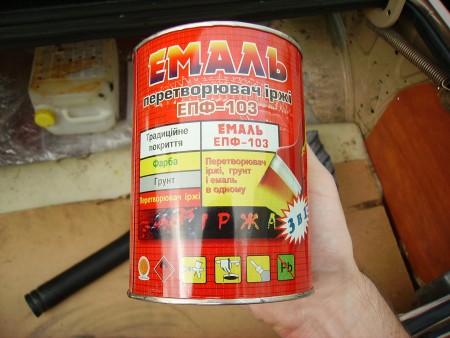 ЕМАЛЬ
перетворювач іржі
ЕПФ-103
Традиційне
покриття
ЕМАЛЬ
ЕПФ-103
Фарба
Грунт
Перетворювач іржі
Перетворювач
іржі, грунт
і емаль
в одному
ІРЖА
3 в 1
Pb